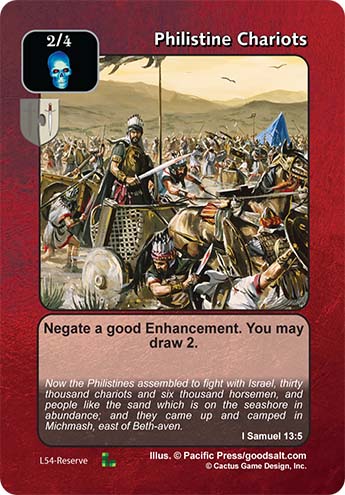 2/4
Philistine Chariots
Negate a good Enhancement. You may
draw 2.
Now the Philistines assembled to fight with Israel, thirty
thousand chariots and six thousand horsemen, and
people like the sand which is on the seashore in
abundance; and they came up and camped in
Michmash, east of Beth-aven.
I Samuel 13:5
L54-Reserve
Illus. © Pacific Press/goodsalt.com
© Cactus Game Design, Inc.